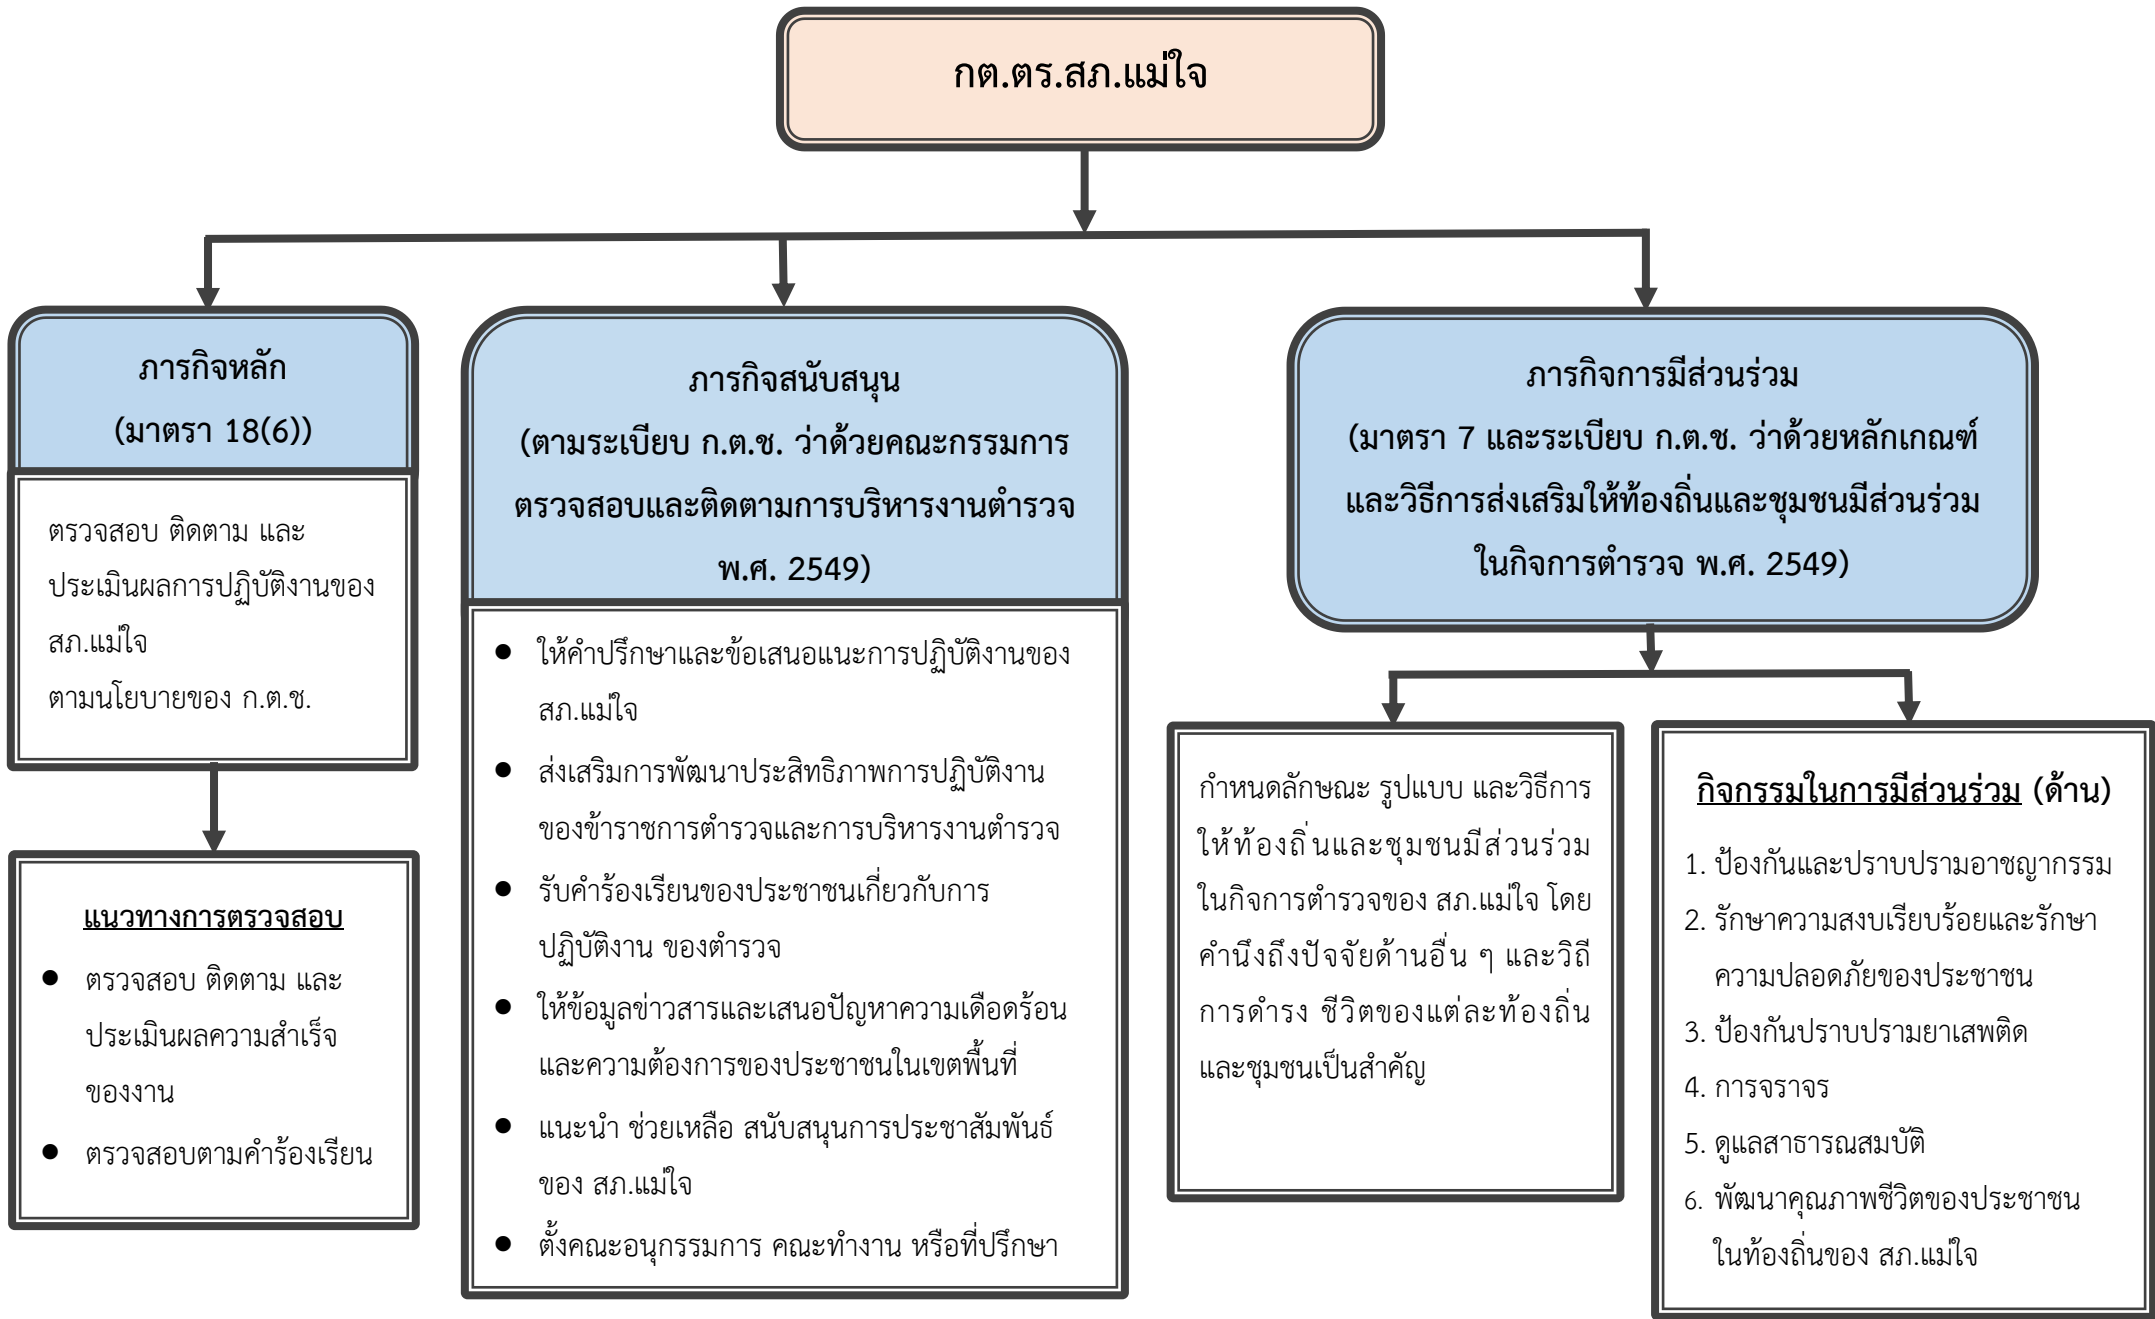 กต.ตร.สภ.แม่ใจ
ภารกิจหลัก
(มาตรา 18(6))
ตรวจสอบ ติดตาม และ
ประเมินผลการปฏิบัติงานของ
สภ.แม่ใจ
ตามนโยบายของ ก.ต.ช.
แนวทางการตรวจสอบ
● ตรวจสอบ ติดตาม และ
ประเมินผลความสำเร็จ
ของงาน
● ตรวจสอบตามคำร้องเรียน
ภารกิจสนับสนุน
(ตามระเบียบ ก.ต.ช. ว่าด้วยคณะกรรมการ
ตรวจสอบและติดตามการบริหารงานตำรวจ
พ.ศ. 2549)
● ให้คำปรึกษาและข้อเสนอแนะการปฏิบัติงานของ
สภ.แม่ใจ
● ส่งเสริมการพัฒนาประสิทธิภาพการปฏิบัติงาน
ของข้าราชการตำรวจและการบริหารงานตำรวจ
● รับคำร้องเรียนของประชาชนเกี่ยวกับการ
ปฏิบัติงาน ของตำรวจ
● ให้ข้อมูลข่าวสารและเสนอปัญหาความเดือดร้อน
และความต้องการของประชาชนในเขตพื้นที่
● แนะนำ ช่วยเหลือ สนับสนุนการประชาสัมพันธ์
ของ สภ.แม่ใจ
● ตั้งคณะอนุกรรมการ คณะทำงาน หรือที่ปรึกษา
ภารกิจการมีส่วนร่วม
(มาตรา 7 และระเบียบ ก.ต.ช. ว่าด้วยหลักเกณฑ์
และวิธีการส่งเสริมให้ท้องถิ่นและชุมชนมีส่วนร่วม
ในกิจการตำรวจ พ.ศ. 2549)
กำหนดลักษณะ รูปแบบ และวิธีการ
ให้ท้องถิ่นและชุมชนมีส่วนร่วม
ในกิจการตำรวจของ สภ.แม่ใจ โดย
คำนึงถึงปัจจัยด้านอื่น ๆ และวิถี
การดำรง ชีวิตของแต่ละท้องถิ่น
และชุมชนเป็นสำคัญ
กิจกรรมในการมีส่วนร่วม (ด้าน)
1. ป้องกันและปราบปรามอาชญากรรม
2. รักษาความสงบเรียบร้อยและรักษา
ความปลอดภัยของประชาชน
3. ป้องกันปราบปรามยาเสพติด
4. การจราจร
5. ดูแลสาธารณสมบัติ
6. พัฒนาคุณภาพชีวิตของประชาชน
ในท้องถิ่นของ สภ.แม่ใจ